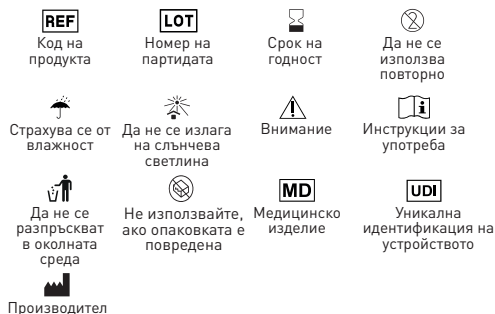 REF
Код на
продукта
LOT
Номер на
партидата
Срок на
годност
2
Да не се
използва
повторно
Страхува се от
влажност
Да не се излага
на слънчева
светлина
Внимание
i
Инструкции за
употреба
Да не се
разпръскват
в околната
среда
Не използвайте,
ако опаковката е
повредена
MD
Медицинско
изделие
UDI
Уникална
идентификация на
устройството
Производител